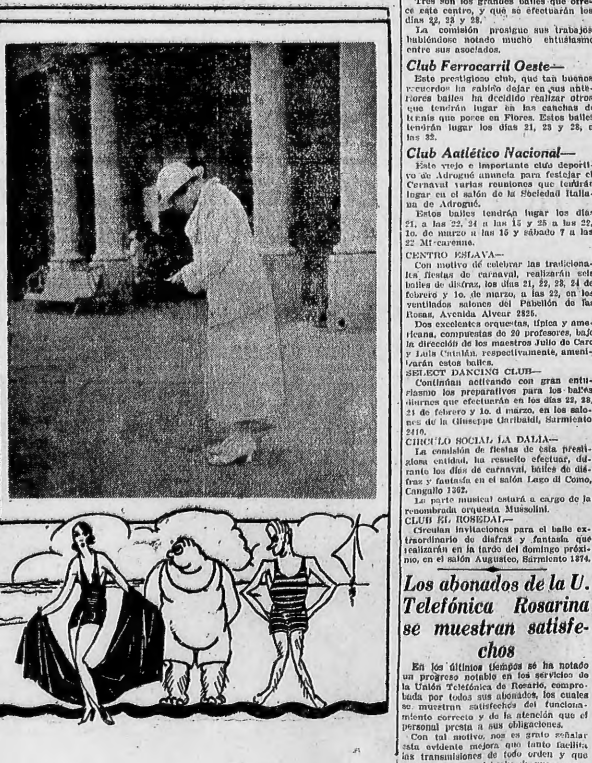 Tres son los grandes bailes que ofre-
ce este centro, y que se efectuarán los
días 22, 23 y 28.
La comisión prosigue sus trabajos
habiéndose notado mucho entusiasmo
entre sus asociados.
Club Ferrocarril Oeste—
Este prestigioso club, que tan buenos
recuerdos ha sabido dejar en sus ante-
riores bailes ha decidido realizar otros
que tendrán lugar en las canchas de
tennis que posee en Flores. Estos bailes
tendrán lugar los días 21, 23 y 28, a
las 22.
Club Aatlético Nacional—
Este viejo e importante club deporti-
vo de Adrogué anuncia para festejar el
Carnaval varias reuniones que tendrán
lugar en el salón de la Sociedad Italia-
na de Adrogué.
Estos bailes tendrán lugar los días
21, a las 22, 24 a las 15 y 25 a las 22,
1o. de marzo a las 15 y sábado 7 a las
22 Mi-careme.
CENTRO ESLAVA—
Con motivo de celebrar las tradiciona-
les fiestas de carnaval, realizarán seis
bailes de disfraz, los días 21, 22, 23, 24 de
febrero y 1o. de marzo, a las 22, en los
ventilados salones del Pabellón de las
Rosas, Avenida Alvear 2825.
Dos excelentes orquestas, típica y ame-
ricana, compuestas de 20 profesores, bajo
la dirección de los maestros Julio de Caro
y Luis Catalán, respectivamente, ameni-
zarán estos bailes.
SELECT DANCING CLUB—
Continúan activando con gran entu-
siasmo los preparativos para los bailes
diurnos que efectuarán en los días 22, 23,
24 de febrero y 1o. d marzo, en los salo-
nes de la Giuseppe Garibaldi, Sarmiento
2419.
CIRCULO SOCIAL LA DALIA—
La comisión de fiestas de esta presti-
giosa entidad, ha resuelto efectuar, du-
rante los días de carnaval, bailes de dis-
fraz y fantasía en el salón Lago di Como,
Cangallo 1362.
La parte musical estará a cargo de la
renombrada orquesta Mussolini.
CLUB EL ROSEDAL—
Circulan invitaciones para el baile ex-
traordinario de disfraz y fantasía que
realizarán en la tarde del domingo próxi-
mo, en el salón Augusteo, Sarmiento 1374.
Los abonados de la U.
Telefónica Rosarina
se muestran satisfe-
chos
En los últimos tiempos se ha notado
un progreso notable en los servicios de
la Unión Telefónica de Rosario, compro-
bada por todos sus abonados, los cuales
se muestran satisfechos del funciona-
miento correcto y de la atención que el
personal presta a sus obligaciones.
Con tal motivo, nos es grato señalar
esta evidente mejora que tanto facilita
las transmisiones de todo orden y que